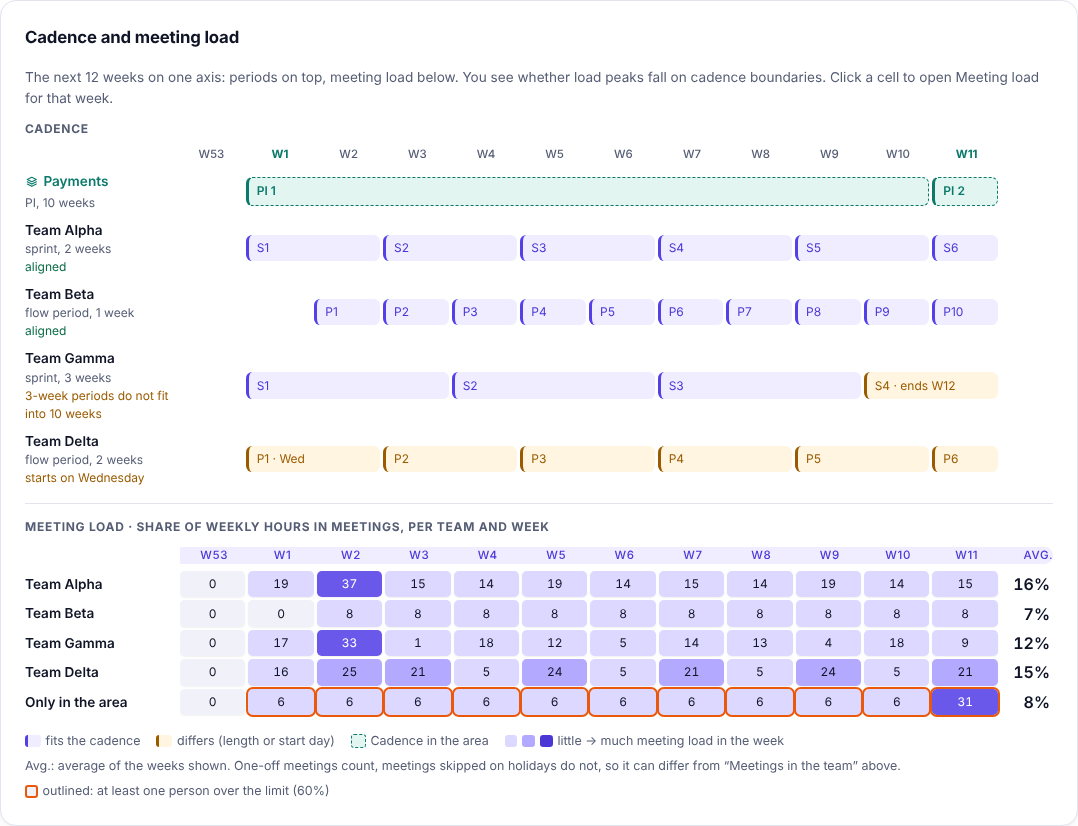 Cadence and meeting load
The next 12 weeks on one axis: periods on top, meeting load below. You see whether load peaks fall on cadence boundaries. Click a cell to open Meeting load
for that week.
CADENCE
W53 W1 W2 W3 W4 W5 W6 W7 W8 W9 W10 W11
Payments
PI, 10 weeks
PI 1 PI 2
Team Alpha
sprint, 2 weeks
aligned
S1 S2 S3 S4 S5 S6
Team Beta
flow period, 1 week
aligned
P1 P2 P3 P4 P5 P6 P7 P8 P9 P10
Team Gamma
sprint, 3 weeks
3-week periods do not fit
into 10 weeks
S1 S2 S3 S4 · ends W12
Team Delta
flow period, 2 weeks
starts on Wednesday
P1 · Wed P2 P3 P4 P5 P6
MEETING LOAD · SHARE OF WEEKLY HOURS IN MEETINGS, PER TEAM AND WEEK
W53 W1 W2 W3 W4 W5 W6 W7 W8 W9 W10 W11 AVG.
Team Alpha 0 19 37 15 14 19 14 15 14 19 14 15 16%
Team Beta 0 0 8 8 8 8 8 8 8 8 8 8 7%
Team Gamma 0 17 33 1 18 12 5 14 13 4 18 9 12%
Team Delta 0 16 25 21 5 24 5 21 5 24 5 21 15%
Only in the area 0 6 6 6 6 6 6 6 6 6 6 31 8%
fits the cadence differs (length or start day) Cadence in the area little → much meeting load in the week
Avg.: average of the weeks shown. One-off meetings count, meetings skipped on holidays do not, so it can differ from “Meetings in the team” above.
outlined: at least one person over the limit (60%)